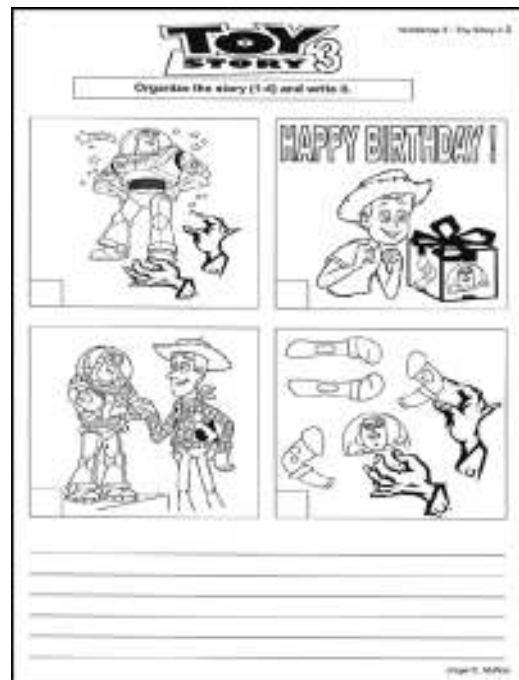 TOY
STORY 3
Organize the story (1-4) and write it.
HAPPY BIRTHDAY !